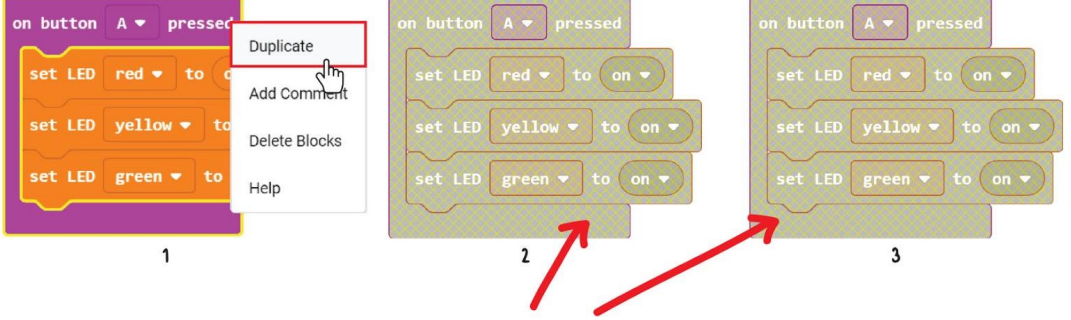 on button A pressed
set LED red to
set LED yellow to
set LED green to
Duplicate
Add Comment
Delete Blocks
Help
1
on button A pressed
set LED red to on
set LED yellow to on
set LED green to on
2
on button A pressed
set LED red to on
set LED yellow to on
set LED green to on
3